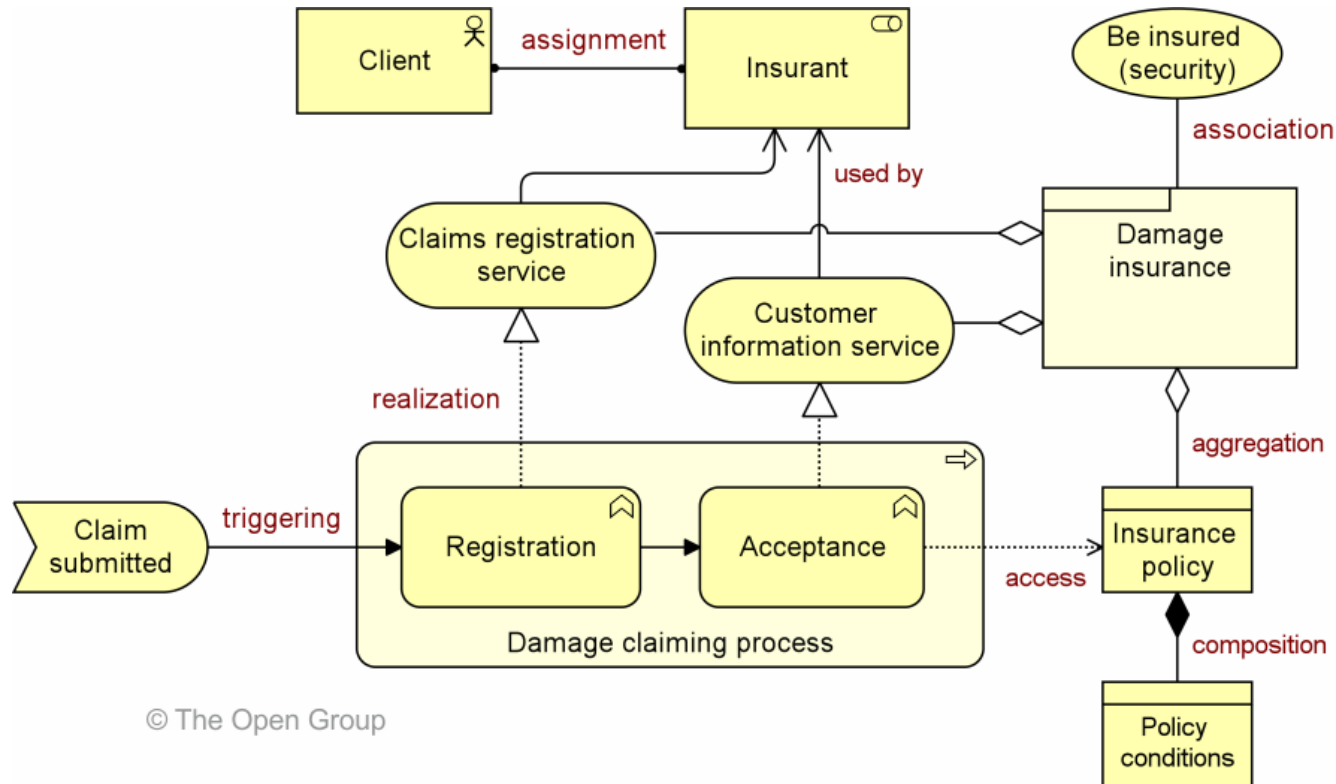 Client
assignment
Insurant
Be insured
(security)
association
used by
Claims registration
service
Damage
insurance
Customer
information service
realization
aggregation
Claim
submitted
triggering
Registration
Acceptance
access
Insurance
policy
Damage claiming process
composition
Policy
conditions
© The Open Group